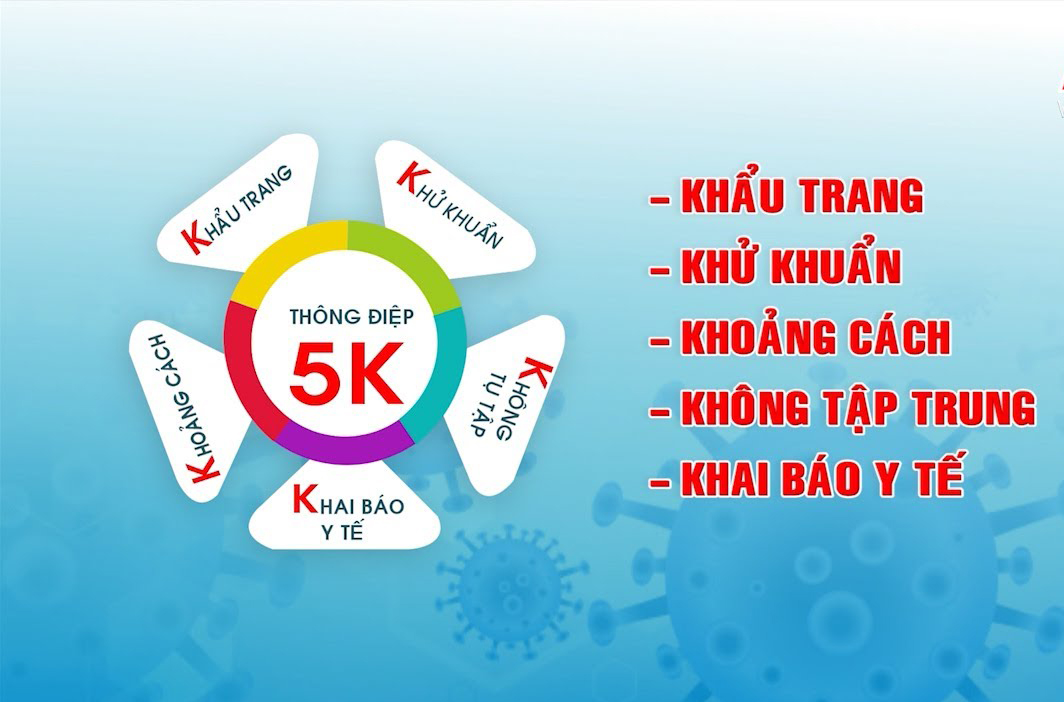 KHẨU TRANG
KHỬ KHUẨN
THÔNG ĐIỆP
5K
KHOẢNG CÁCH
KHÔNG
TỤ TẬP
KHAI BÁO
Y TẾ
– KHẨU TRANG
– KHỬ KHUẨN
– KHOẢNG CÁCH
– KHÔNG TẬP TRUNG
– KHAI BÁO Y TẾ